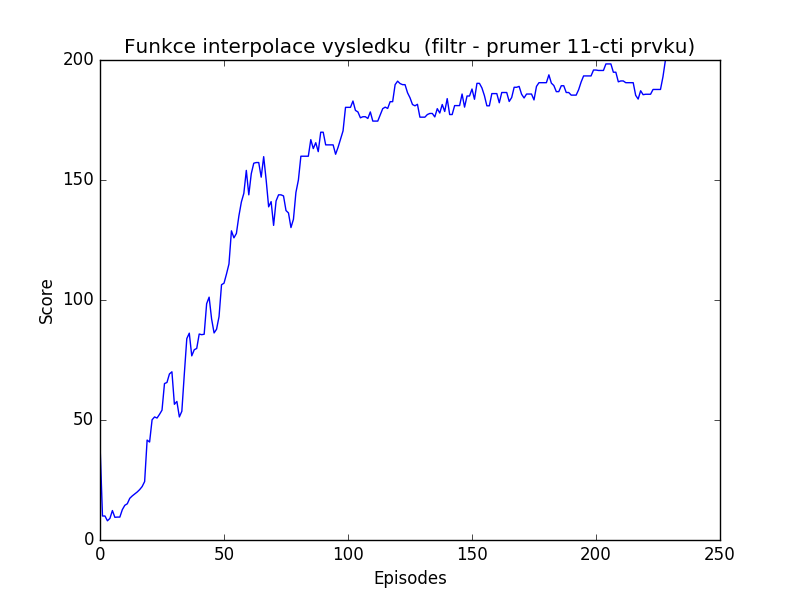 Funkce interpolace vysledku (filtr - prumer 11-cti prvku)
200
150
100
50
0
Score
0 50 100 150 200 250
Episodes